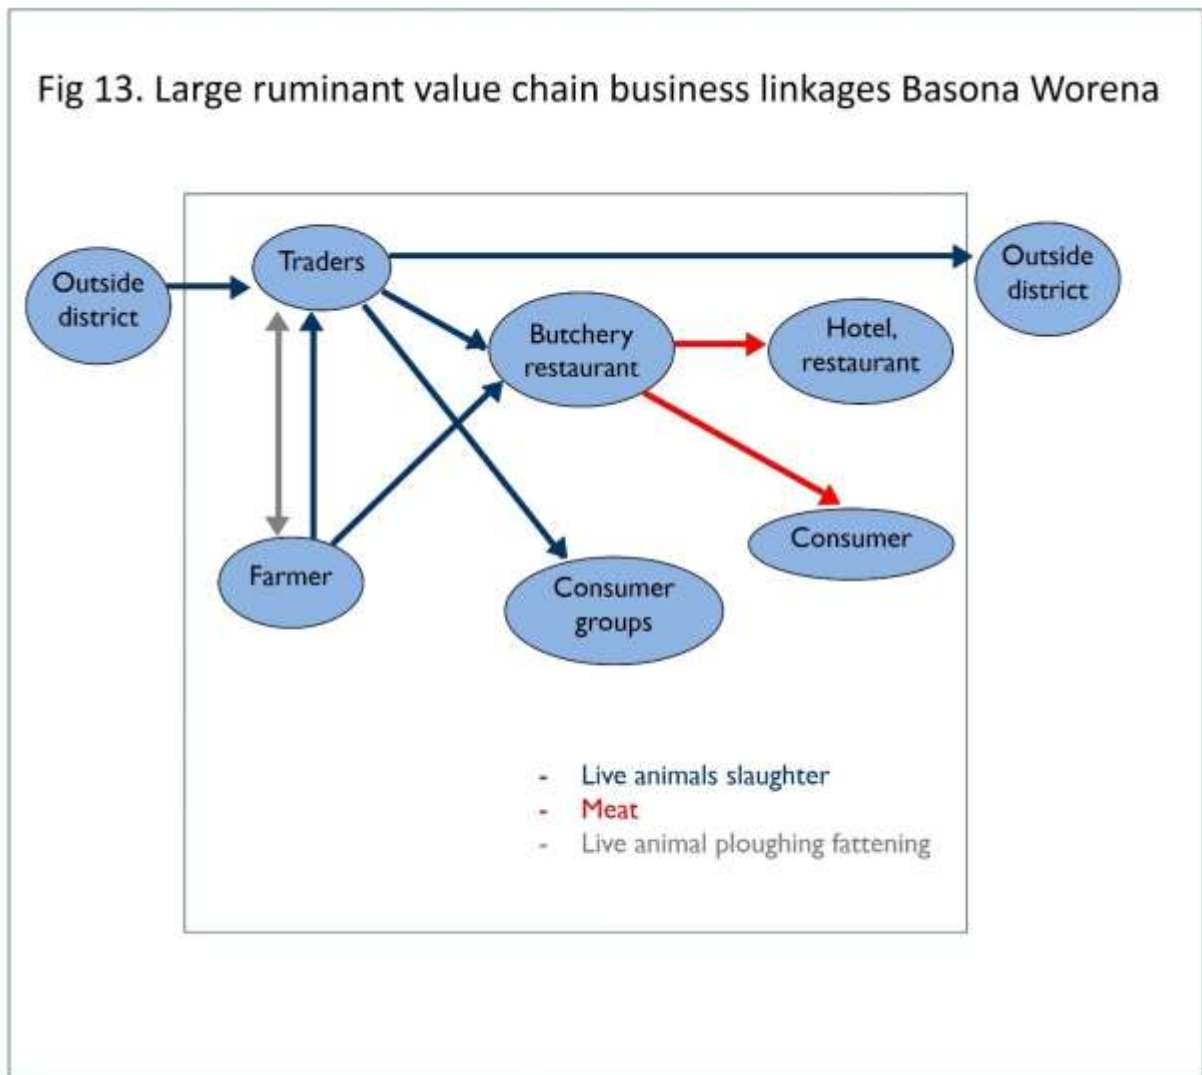 Fig 13. Large ruminant value chain business linkages Basona Worena
Outside
district
Traders
Outside
district
Butchery
restaurant
Hotel,
restaurant
Farmer
Consumer
groups
Consumer
- Live animals slaughter
- Meat
- Live animal ploughing fattening